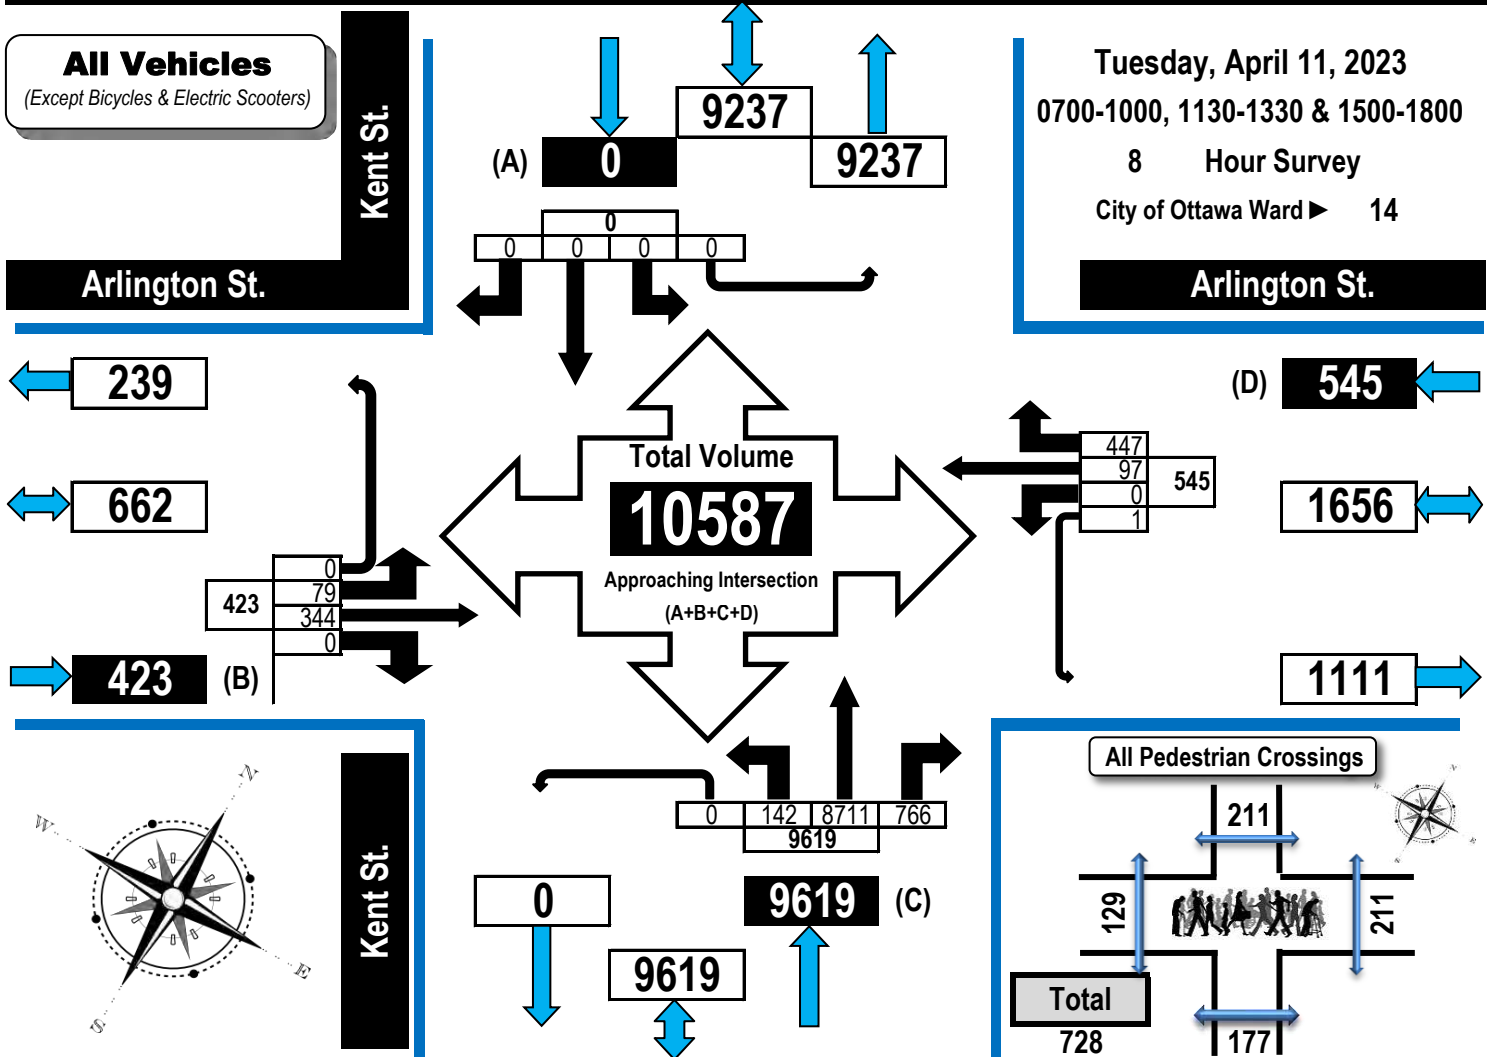 All Vehicles
(Except Bicycles & Electric Scooters)
Kent St.
Arlington St.
9237
(A) 0
9237
0
0 0 0 0
Tuesday, April 11, 2023
0700-1000, 1130-1330 & 1500-1800
8 Hour Survey
City of Ottawa Ward ► 14
Arlington St.
239
662
0
79
344
0
423
423 (B)
Total Volume
10587
Approaching Intersection
(A+B+C+D)
(D) 545
447
97
0
1
545
1656
1111
N
W
E
S
Kent St.
0 142 8711 766
9619
0
9619 (C)
9619
All Pedestrian Crossings
N
W
E
S
211
129
211
177
Total
728